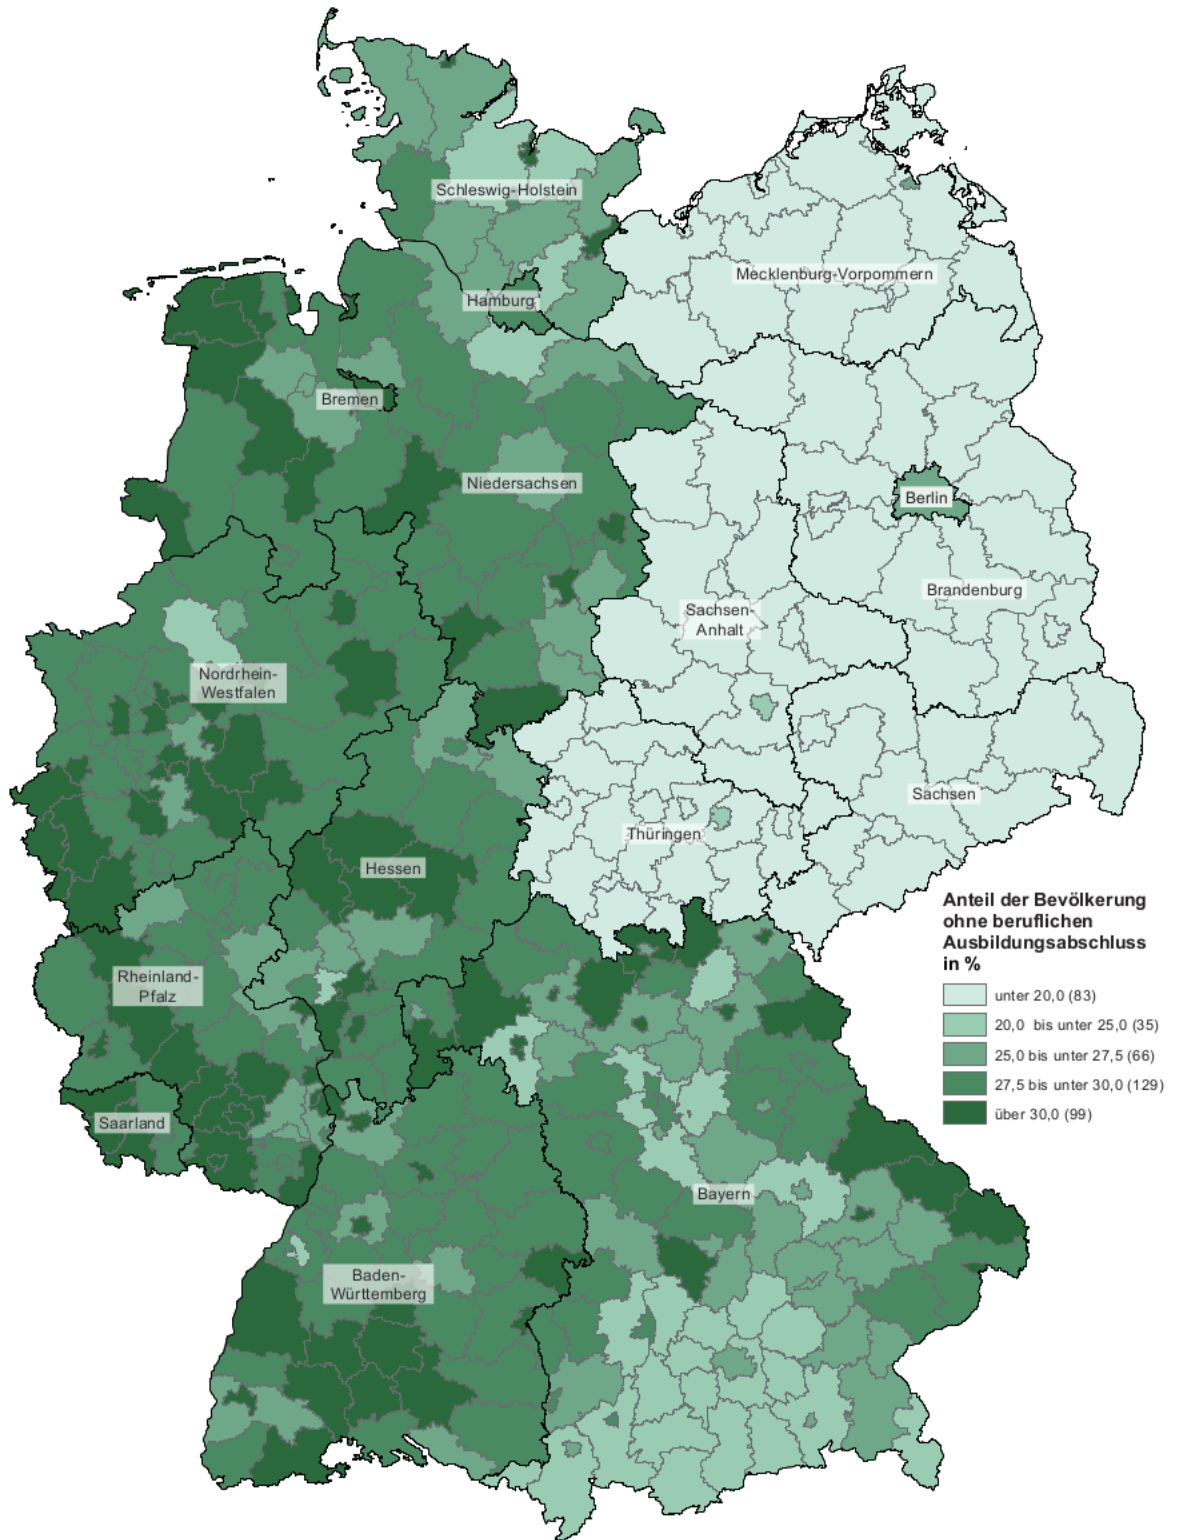 Schleswig-Holstein
Mecklenburg-Vorpommern
Hamburg
Bremen
Niedersachsen
Berlin
Brandenburg
Sachsen-
Anhalt
Nordrhein-
Westfalen
Sachsen
Thüringen
Hessen
Anteil der Bevölkerung
ohne beruflichen
Ausbildungsabschluss
in %
unter 20,0 (83)
20,0 bis unter 25,0 (35)
25,0 bis unter 27,5 (66)
27,5 bis unter 30,0 (129)
über 30,0 (99)
Rheinland-
Pfalz
Saarland
Bayern
Baden-
Württemberg